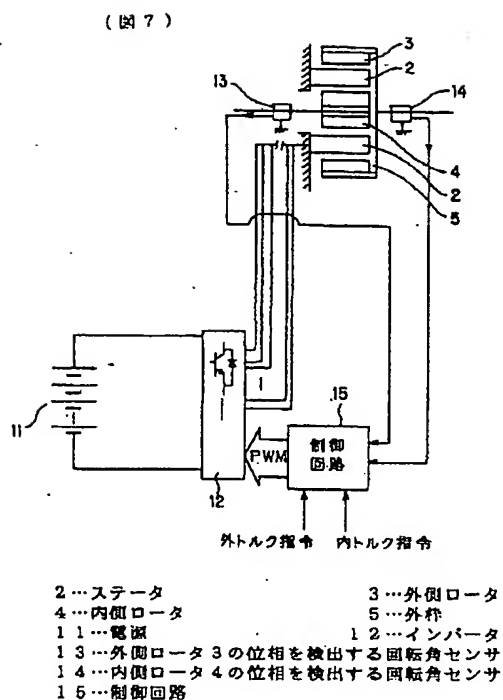 (図7)
3
2
13
14
4
2
5
15
制御
回路
PWM
11
12
外トルク指令 内トルク指令
2…ステータ 3…外側ロータ
4…内側ロータ 5…外枠
11…電源 12…インバータ
13…外側ロータ3の位相を検出する回転角センサ
14…内側ロータ4の位相を検出する回転角センサ
15…制御回路